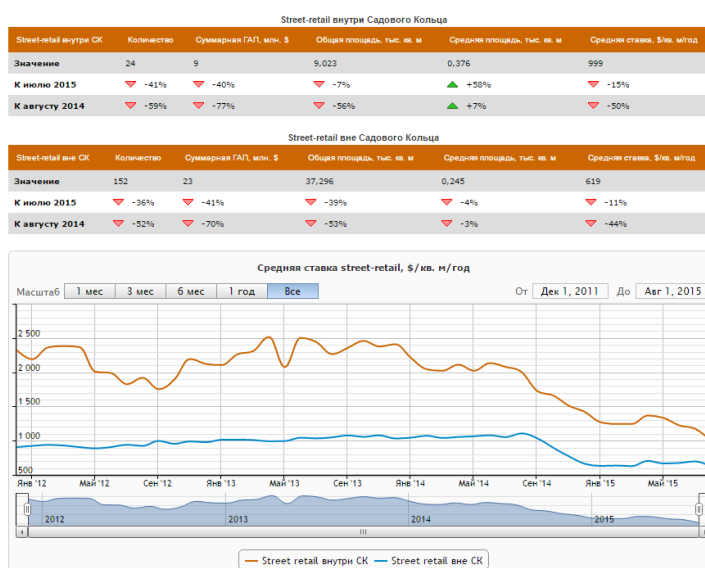 Street-retail внутри Садового Кольца
Street-retail внутри СК Количество Суммарная ГАП, млн. $ Общая площадь, тыс. кв. м Средняя площадь, тыс. кв. м Средняя ставка, $/кв. м/год
Значение 24 9 9,023 0,376 999
К июлю 2015 -41% -40% -7% +58% -15%
К августу 2014 -59% -77% -56% +7% -50%
Street-retail вне Садового Кольца
Street-retail вне СК Количество Суммарная ГАП, млн. $ Общая площадь, тыс. кв. м Средняя площадь, тыс. кв. м Средняя ставка, $/кв. м/год
Значение 152 23 37,296 0,245 619
К июлю 2015 -36% -41% -39% -4% -11%
К августу 2014 -52% -70% -53% -3% -44%
Средняя ставка street-retail, $/кв. м/год
Масштаб 1 мес 3 мес 6 мес 1 год Все От Дек 1, 2011 До Авг 1, 2015
2 500
2 000
1 500
1 000
500
Янв '12 Май '12 Сен '12 Янв '13 Май '13 Сен '13 Янв '14 Май '14 Сен '14 Янв '15 Май '15
2012 2013 2014 2015
Street retail внутри СК Street retail вне СК